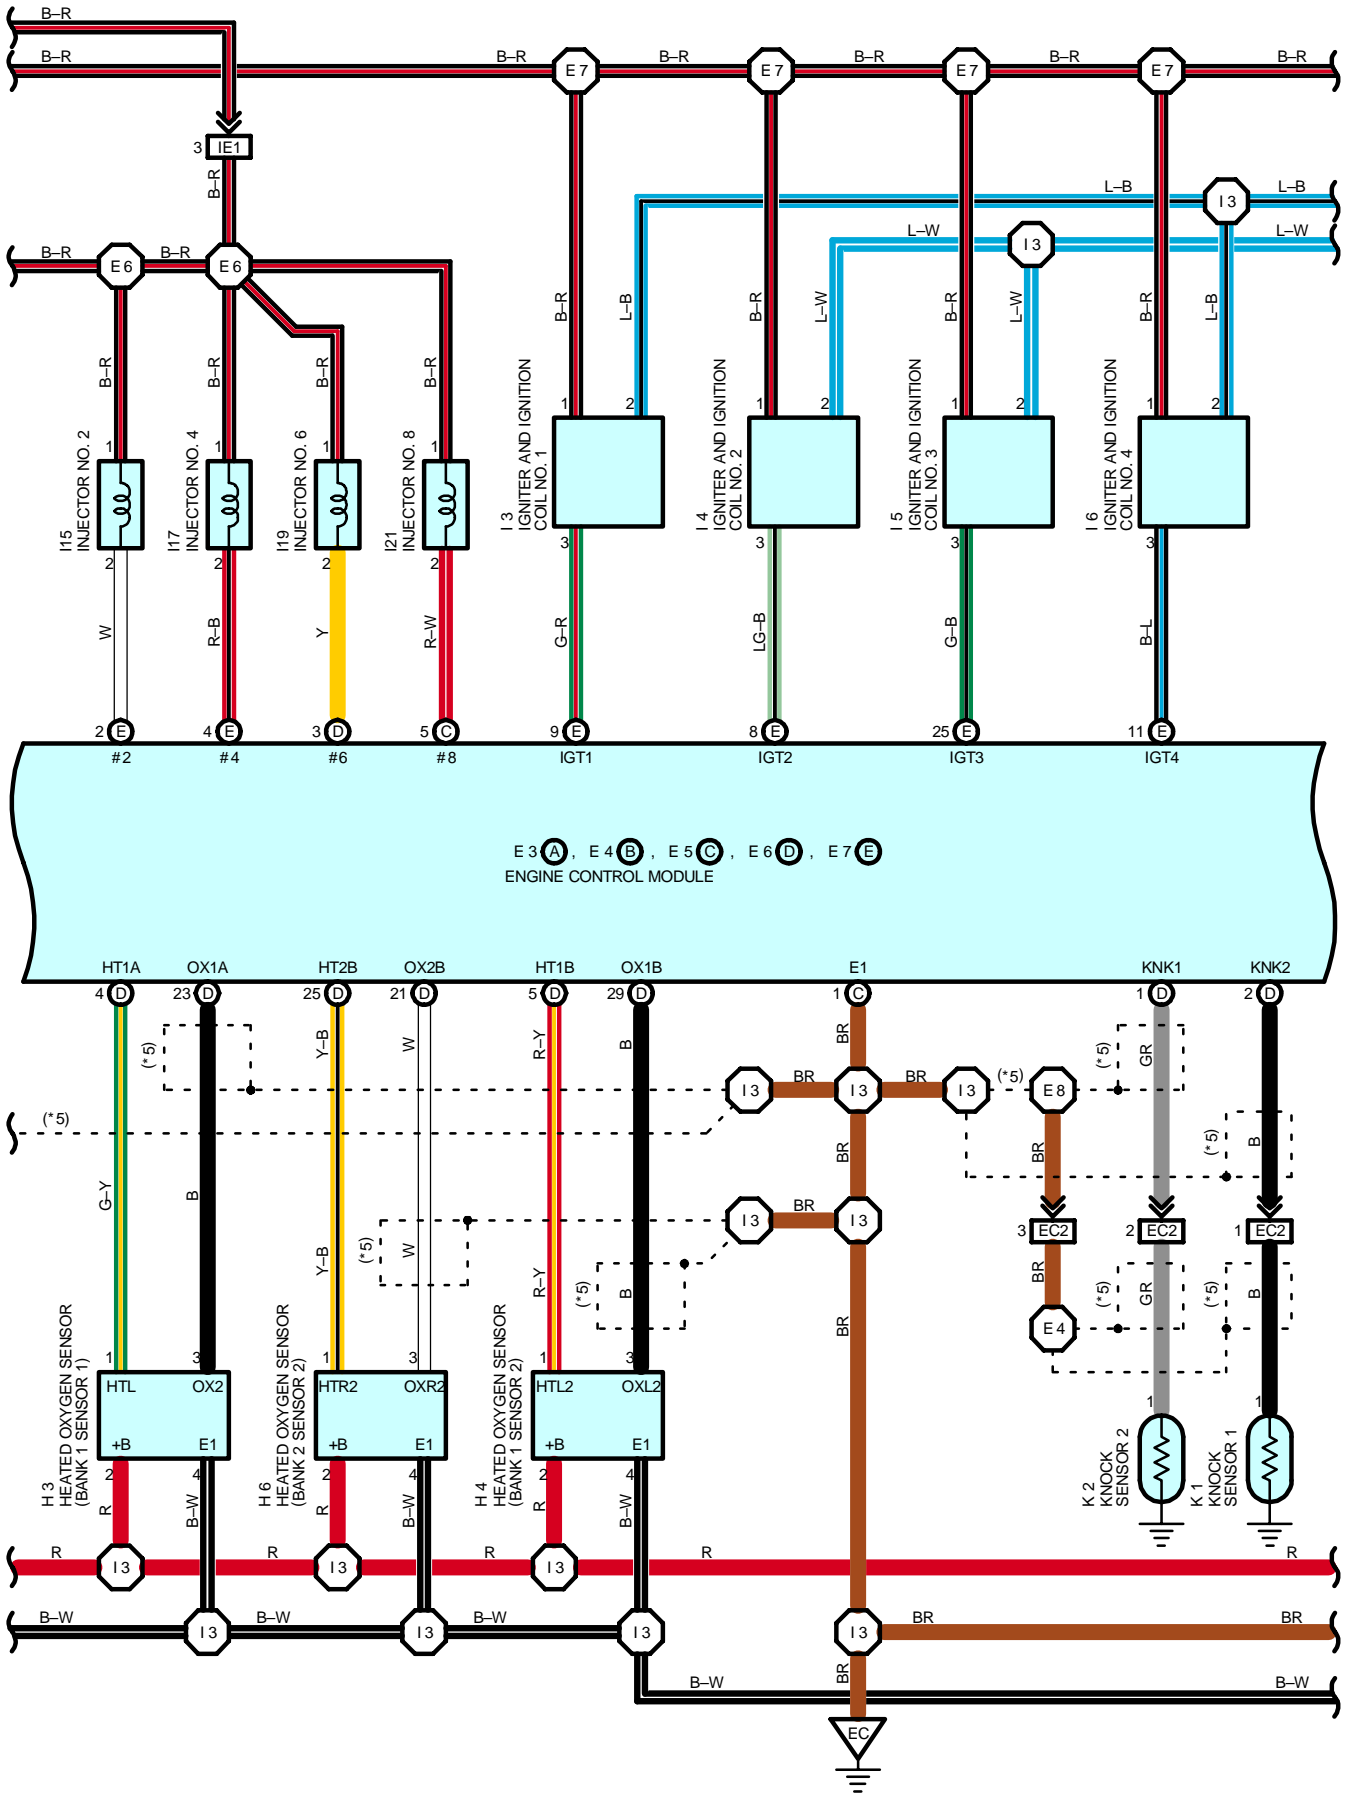 B–R
B–R B–R E 7 B–R E 7 B–R E 7 B–R E 7 B–R
3 IE1
B–R
L–B I 3 L–B
L–W I 3 L–W
B–R E 6 B–R E 6
B–R L–B B–R L–W B–R L–W B–R L–B
B–R B–R B–R B–R
1 2 1 2 1 2 1 2
1 1 1 1
I15 INJECTOR NO. 2
I17 INJECTOR NO. 4
I19 INJECTOR NO. 6
I21 INJECTOR NO. 8
I 3
IGNITER AND IGNITION
COIL NO. 1
I 4
IGNITER AND IGNITION
COIL NO. 2
I 5
IGNITER AND IGNITION
COIL NO. 3
I 6
IGNITER AND IGNITION
COIL NO. 4
2 2 2 2 3 3 3 3
W R–B Y R–W G–R LG–B G–B B–L
2 E 4 E 3 D 5 C 9 E 8 E 25 E 11 E
#2 #4 #6 #8 IGT1 IGT2 IGT3 IGT4
E 3 A , E 4 B , E 5 C , E 6 D , E 7 E
ENGINE CONTROL MODULE
HT1A OX1A HT2B OX2B HT1B OX1B E1 KNK1 KNK2
4 D 23 D 25 D 21 D 5 D 29 D 1 C 1 D 2 D
(*5) Y–B W R–Y B BR (*5) GR
I 3 BR I 3 BR I 3 (*5) E 8
(*5)
BR BR (*5) B
G–Y B
I 3 BR I 3 3 EC2 2 EC2 1 EC2
Y–B (*5) W R–Y (*5) B BR BR (*5) GR (*5) B
E 4
1 3 1 3 1 3 1 1
HTL OX2 HTR2 OXR2 HTL2 OXL2
+B E1 +B E1 +B E1
H 3
HEATED OXYGEN SENSOR
(BANK 1 SENSOR 1)
H 6
HEATED OXYGEN SENSOR
(BANK 2 SENSOR 2)
H 4
HEATED OXYGEN SENSOR
(BANK 1 SENSOR 2)
K 2
KNOCK
SENSOR 2
K 1
KNOCK
SENSOR 1
2 4 2 4 2 4
R B–W R B–W R B–W
R I 3 R I 3 R I 3 R R
B–W I 3 B–W I 3 B–W I 3 I 3 BR BR
B–W BR B–W
EC